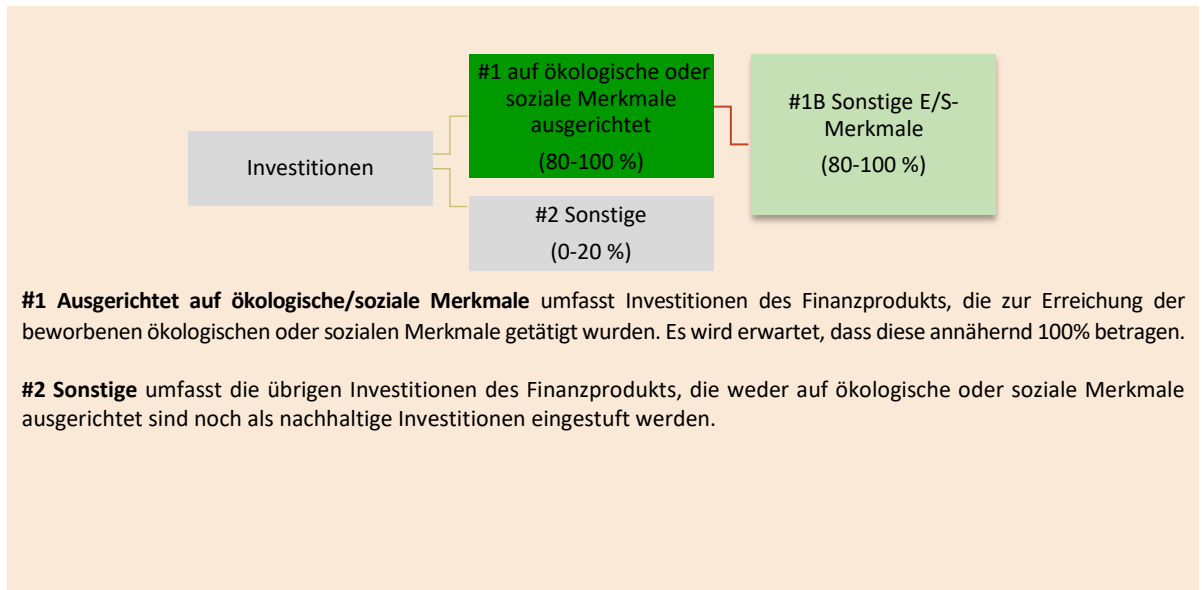 Investitionen
#1 auf ökologische oder
soziale Merkmale
ausgerichtet
(80-100 %)
#2 Sonstige
(0-20 %)
#1B Sonstige E/S-
Merkmale
(80-100 %)
#1 Ausgerichtet auf ökologische/soziale Merkmale umfasst Investitionen des Finanzprodukts, die zur Erreichung der
beworbenen ökologischen oder sozialen Merkmale getätigt wurden. Es wird erwartet, dass diese annähernd 100% betragen.
#2 Sonstige umfasst die übrigen Investitionen des Finanzprodukts, die weder auf ökologische oder soziale Merkmale
ausgerichtet sind noch als nachhaltige Investitionen eingestuft werden.